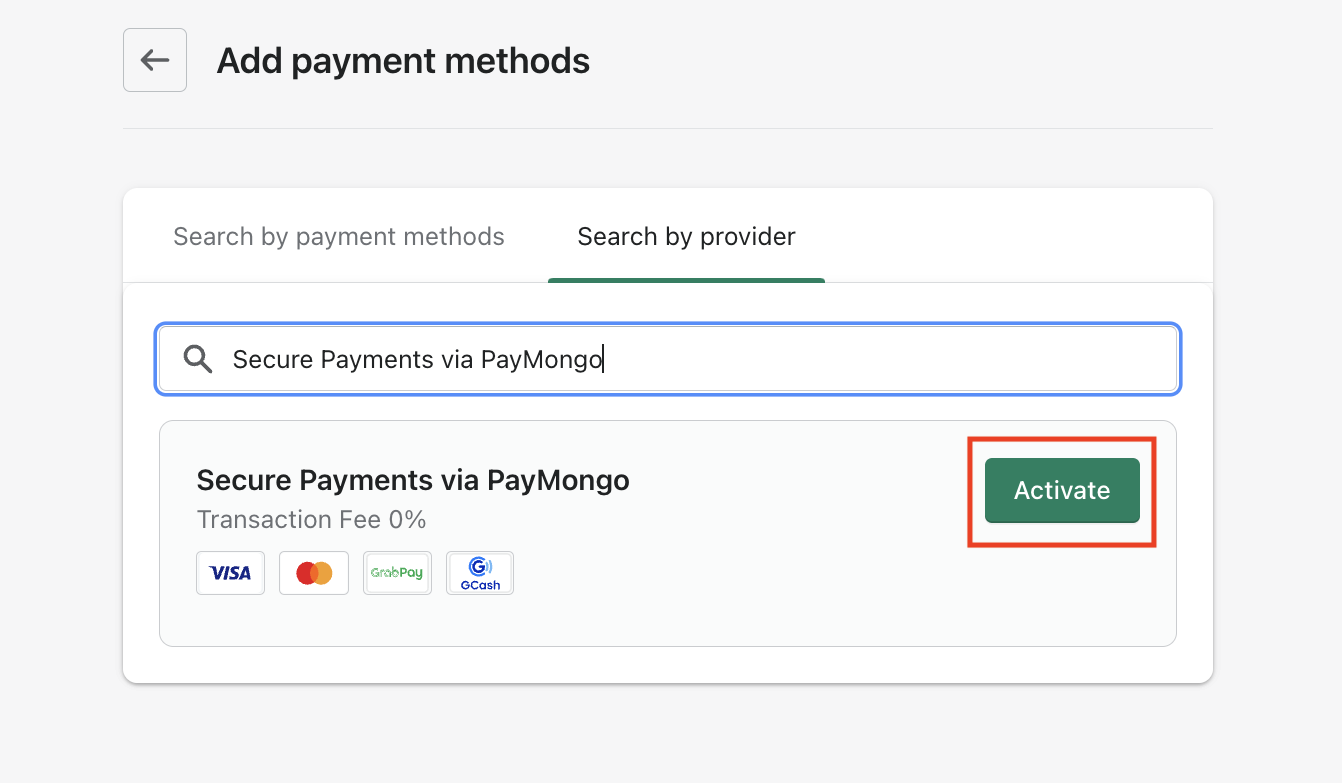 Add payment methods
Search by payment methods
Search by provider
Secure Payments via PayMongo
Secure Payments via PayMongo
Transaction Fee 0%
Activate
VISA
GrabPay
GCash